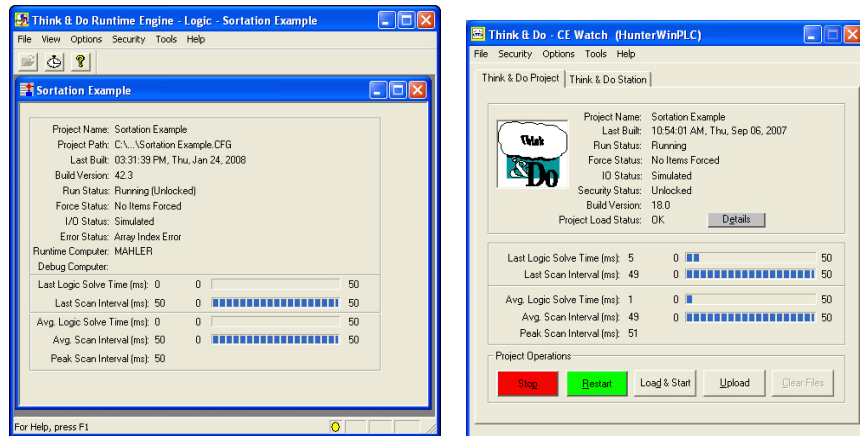 Think & Do Runtime Engine - Logic - Sortation Example
File View Options Security Tools Help
Sortation Example
Project Name: Sortation Example
Project Path: C:\...\Sortation Example.CFG
Last Built: 03:31:39 PM, Thu, Jan 24, 2008
Build Version: 42.3
Run Status: Running (Unlocked)
Force Status: No Items Forced
I/O Status: Simulated
Error Status: Array Index Error
Runtime Computer: MAHLER
Debug Computer:
Last Logic Solve Time (ms): 0 0 50
Last Scan Interval (ms): 50 0 50
Avg. Logic Solve Time (ms): 0 0 50
Avg. Scan Interval (ms): 50 0 50
Peak Scan Interval (ms): 50
For Help, press F1
Think & Do - CE Watch (HunterWinPLC)
File Security Options Tools Help
Think & Do Project Think & Do Station
Think
&Do
Project Name: Sortation Example
Last Built: 10:54:01 AM, Thu, Sep 06, 2007
Run Status: Running
Force Status: No Items Forced
IO Status: Simulated
Security Status: Unlocked
Build Version: 18.0
Project Load Status: OK Details
Last Logic Solve Time (ms): 5 0 50
Last Scan Interval (ms): 49 0 50
Avg. Logic Solve Time (ms): 1 0 50
Avg. Scan Interval (ms): 49 0 50
Peak Scan Interval (ms): 51
Project Operations
Stop Restart Load & Start Upload Clear Files